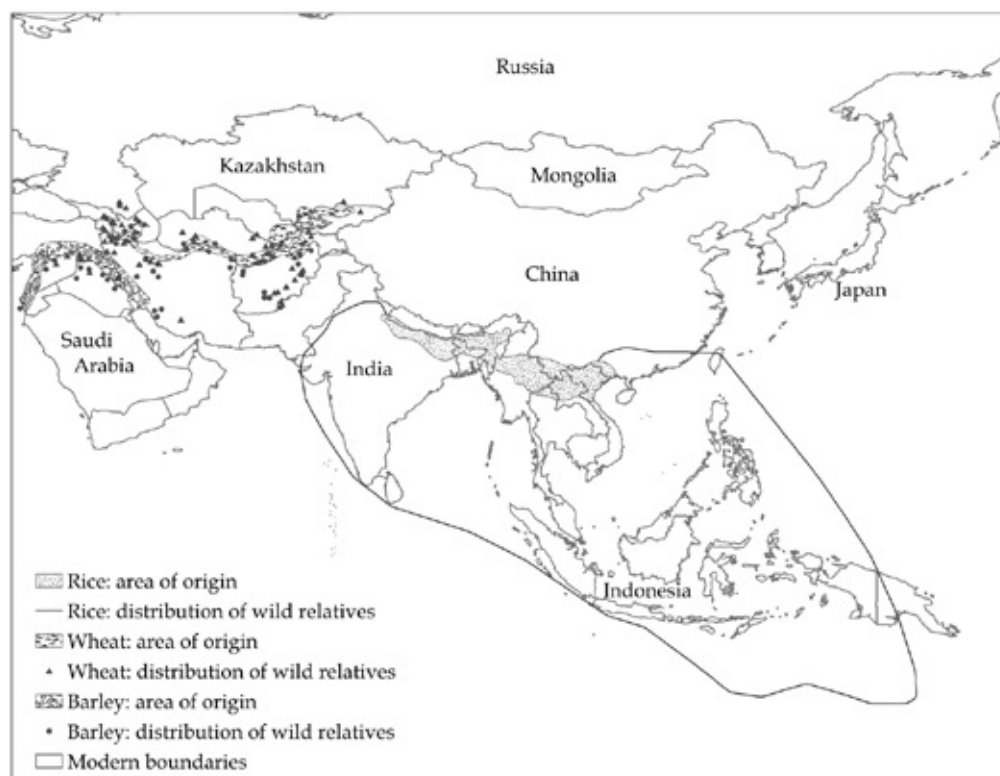 Russia
Kazakhstan
Mongolia
China
Japan
Saudi
Arabia
India
Indonesia
Rice: area of origin
Rice: distribution of wild relatives
Wheat: area of origin
Wheat: distribution of wild relatives
Barley: area of origin
Barley: distribution of wild relatives
Modern boundaries